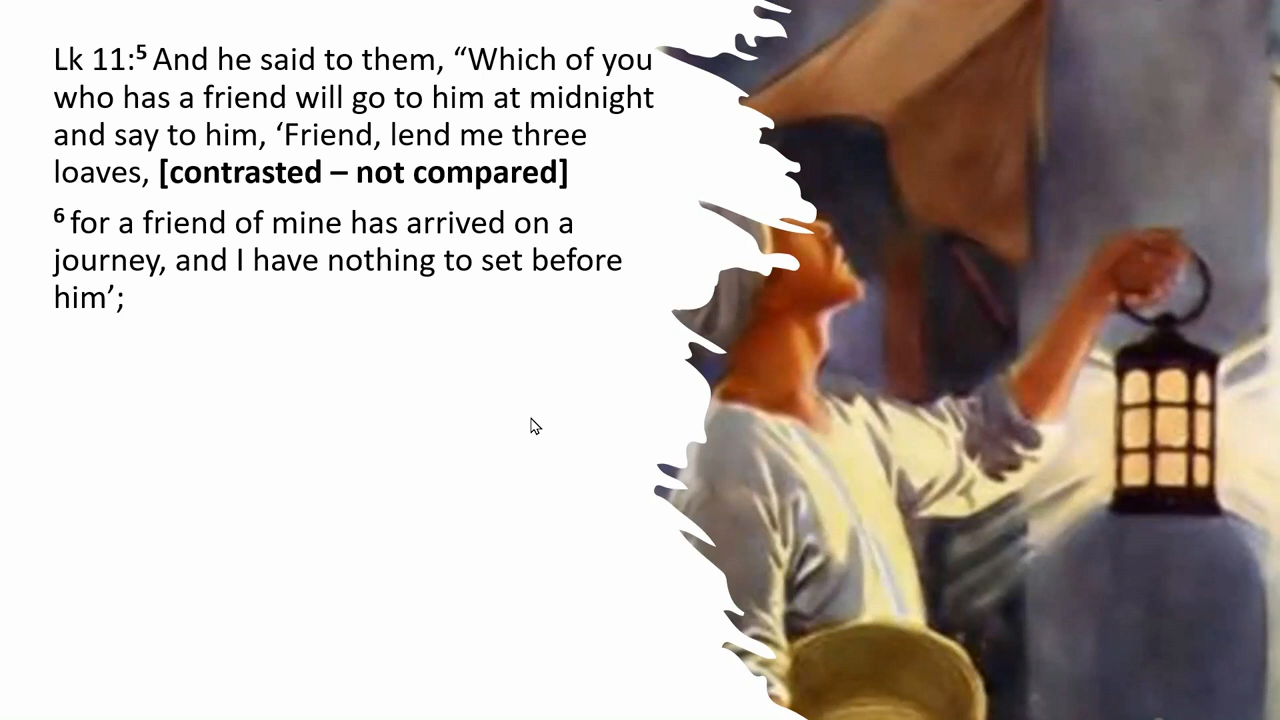 Lk 11:⁵ And he said to them, “Which of you
who has a friend will go to him at midnight
and say to him, ‘Friend, lend me three
loaves, [contrasted – not compared]
⁶ for a friend of mine has arrived on a
journey, and I have nothing to set before
him’;